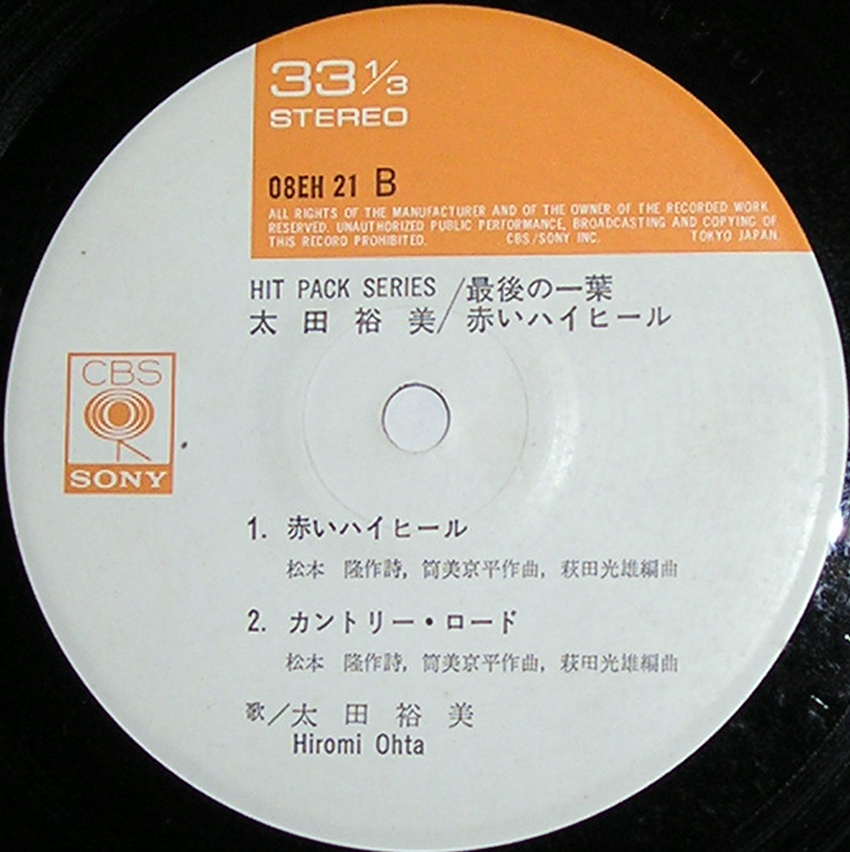 33 1/3
STEREO
08EH 21 B
ALL RIGHTS OF THE MANUFACTURER AND OF THE OWNER OF THE RECORDED WORK
RESERVED. UNAUTHORIZED PUBLIC PERFORMANCE, BROADCASTING AND COPYING OF
THIS RECORD PROHIBITED. CBS/SONY INC. TOKYO JAPAN.
HIT PACK SERIES/最後の一葉
太田裕美/赤いハイヒール
CBS
SONY
1. 赤いハイヒール
松本 隆作詩, 筒美京平作曲, 萩田光雄編曲
2. カントリー・ロード
松本 隆作詩, 筒美京平作曲, 萩田光雄編曲
歌/太田裕美
Hiromi Ohta